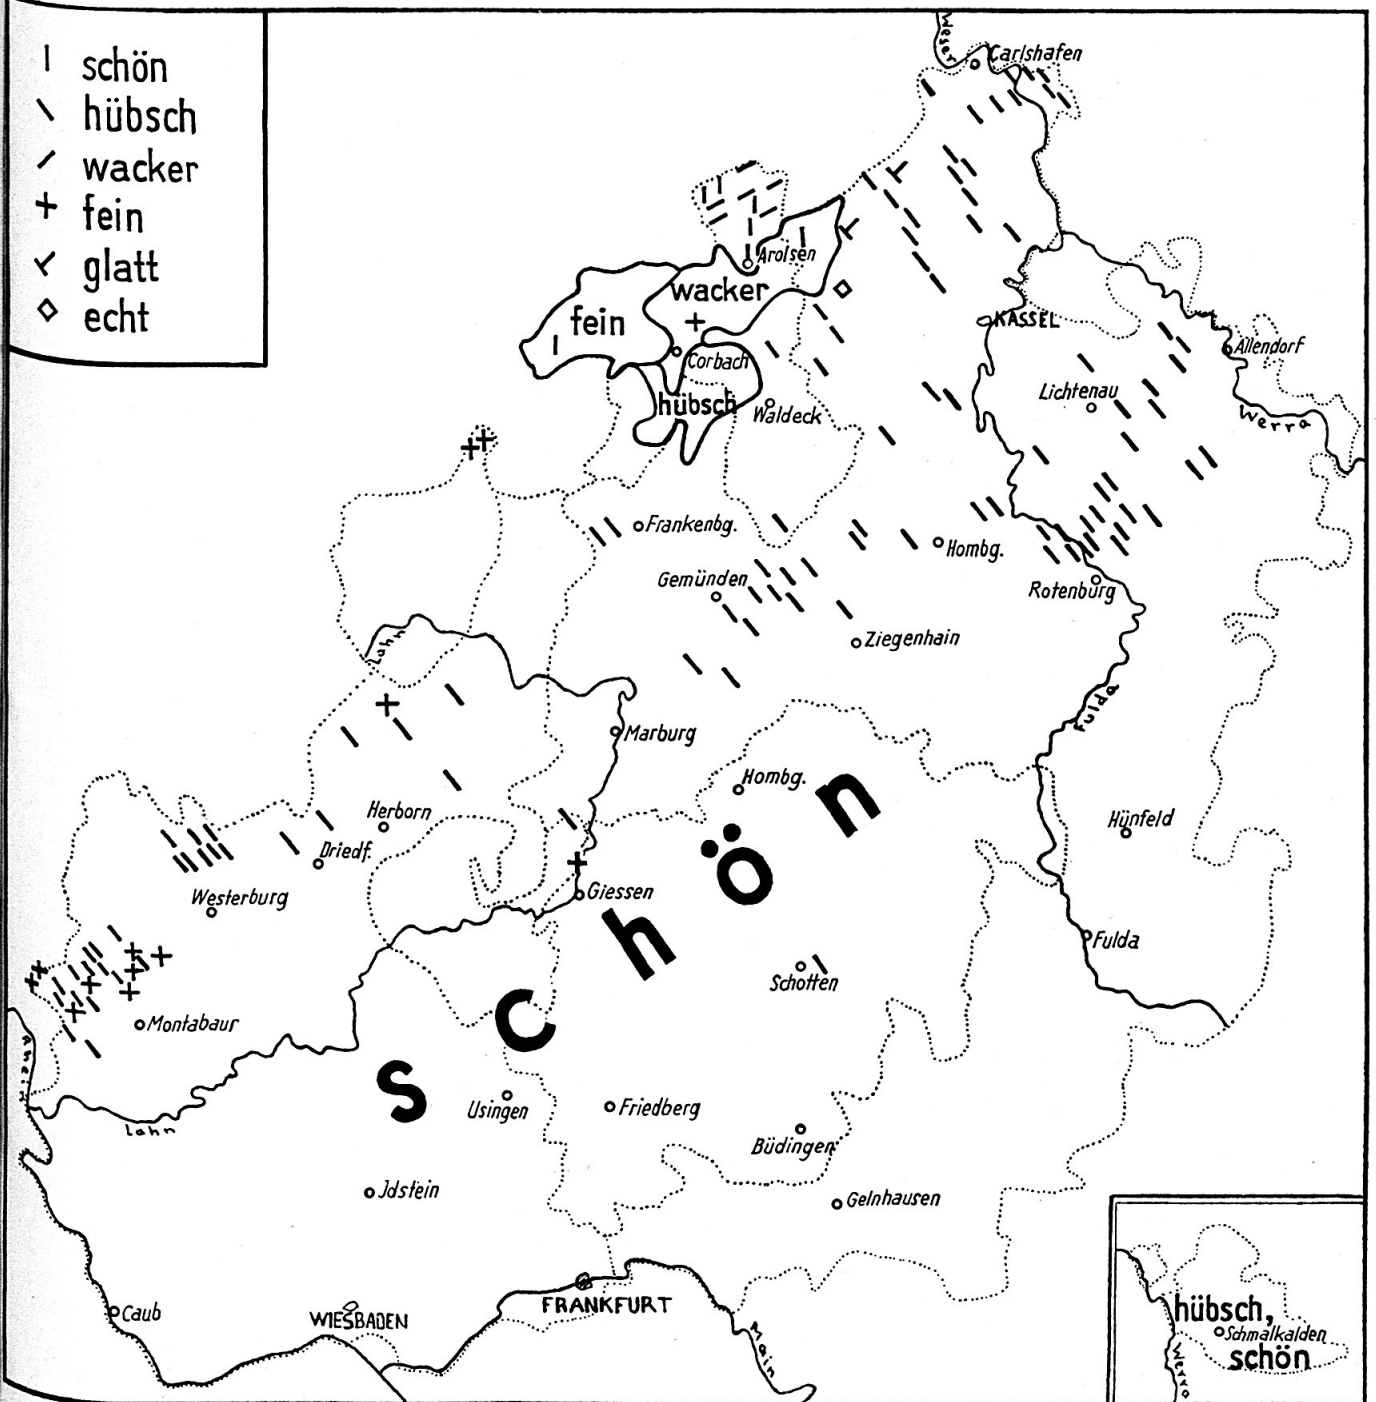 schön
hübsch
wacker
fein
glatt
echt
Weser
Carlshafen
Arolsen
wacker
fein
KASSEL
Corbach
Allendorf
hübsch
Waldeck
Lichtenau
Werra
Frankenbg.
Hombg.
Gemünden
Rotenburg
Ziegenhain
Lahn
Fulda
Marburg
Hombg.
schön
Herborn
Hünfeld
Driedf.
Westerburg
Giessen
Fulda
Schotten
Montabaur
Rhein
Lahn
Usingen
Friedberg
Büdingen
Jdstein
Gelnhausen
Caub
WIESBADEN
FRANKFURT
Main
hübsch,
Schmalkalden
schön
Werra